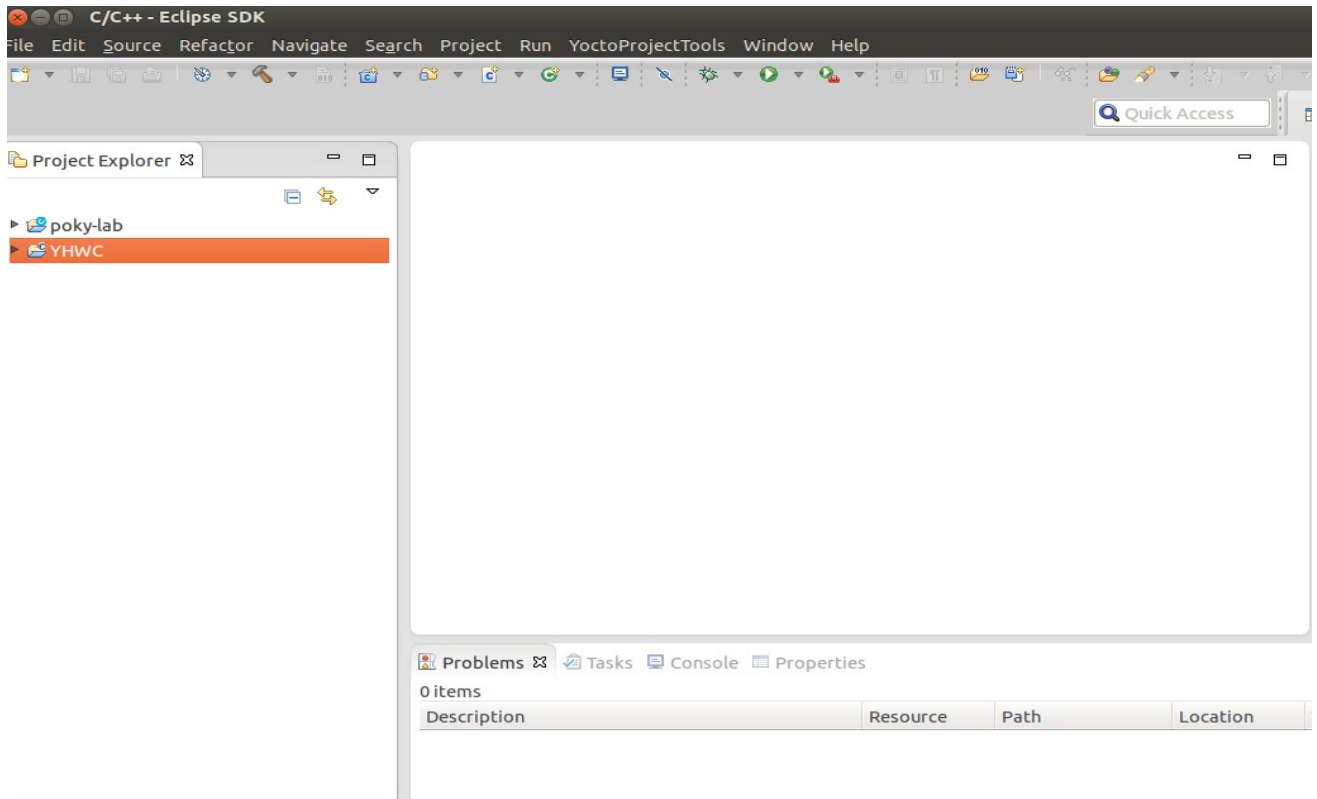 C/C++ - Eclipse SDK
File Edit Source Refactor Navigate Search Project Run YoctoProjectTools Window Help
Quick Access
Project Explorer
poky-lab
YHWC
Problems Tasks Console Properties
0 items
Description Resource Path Location